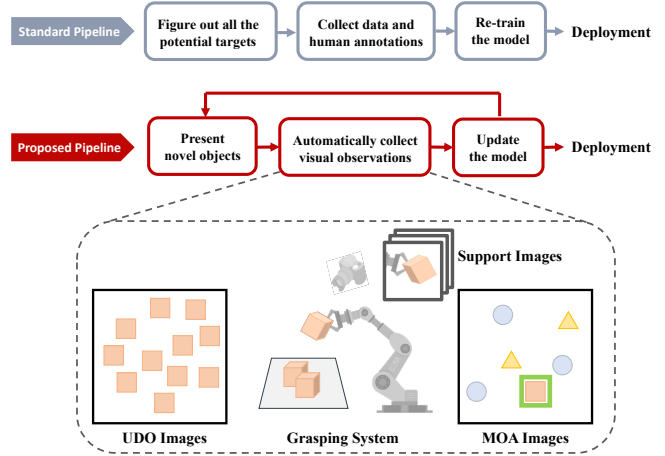 Standard Pipeline
Figure out all the
potential targets
Collect data and
human annotations
Re-train
the model
Deployment
Proposed Pipeline
Present
novel objects
Automatically collect
visual observations
Update
the model
Deployment
Support Images
UDO Images
Grasping System
MOA Images